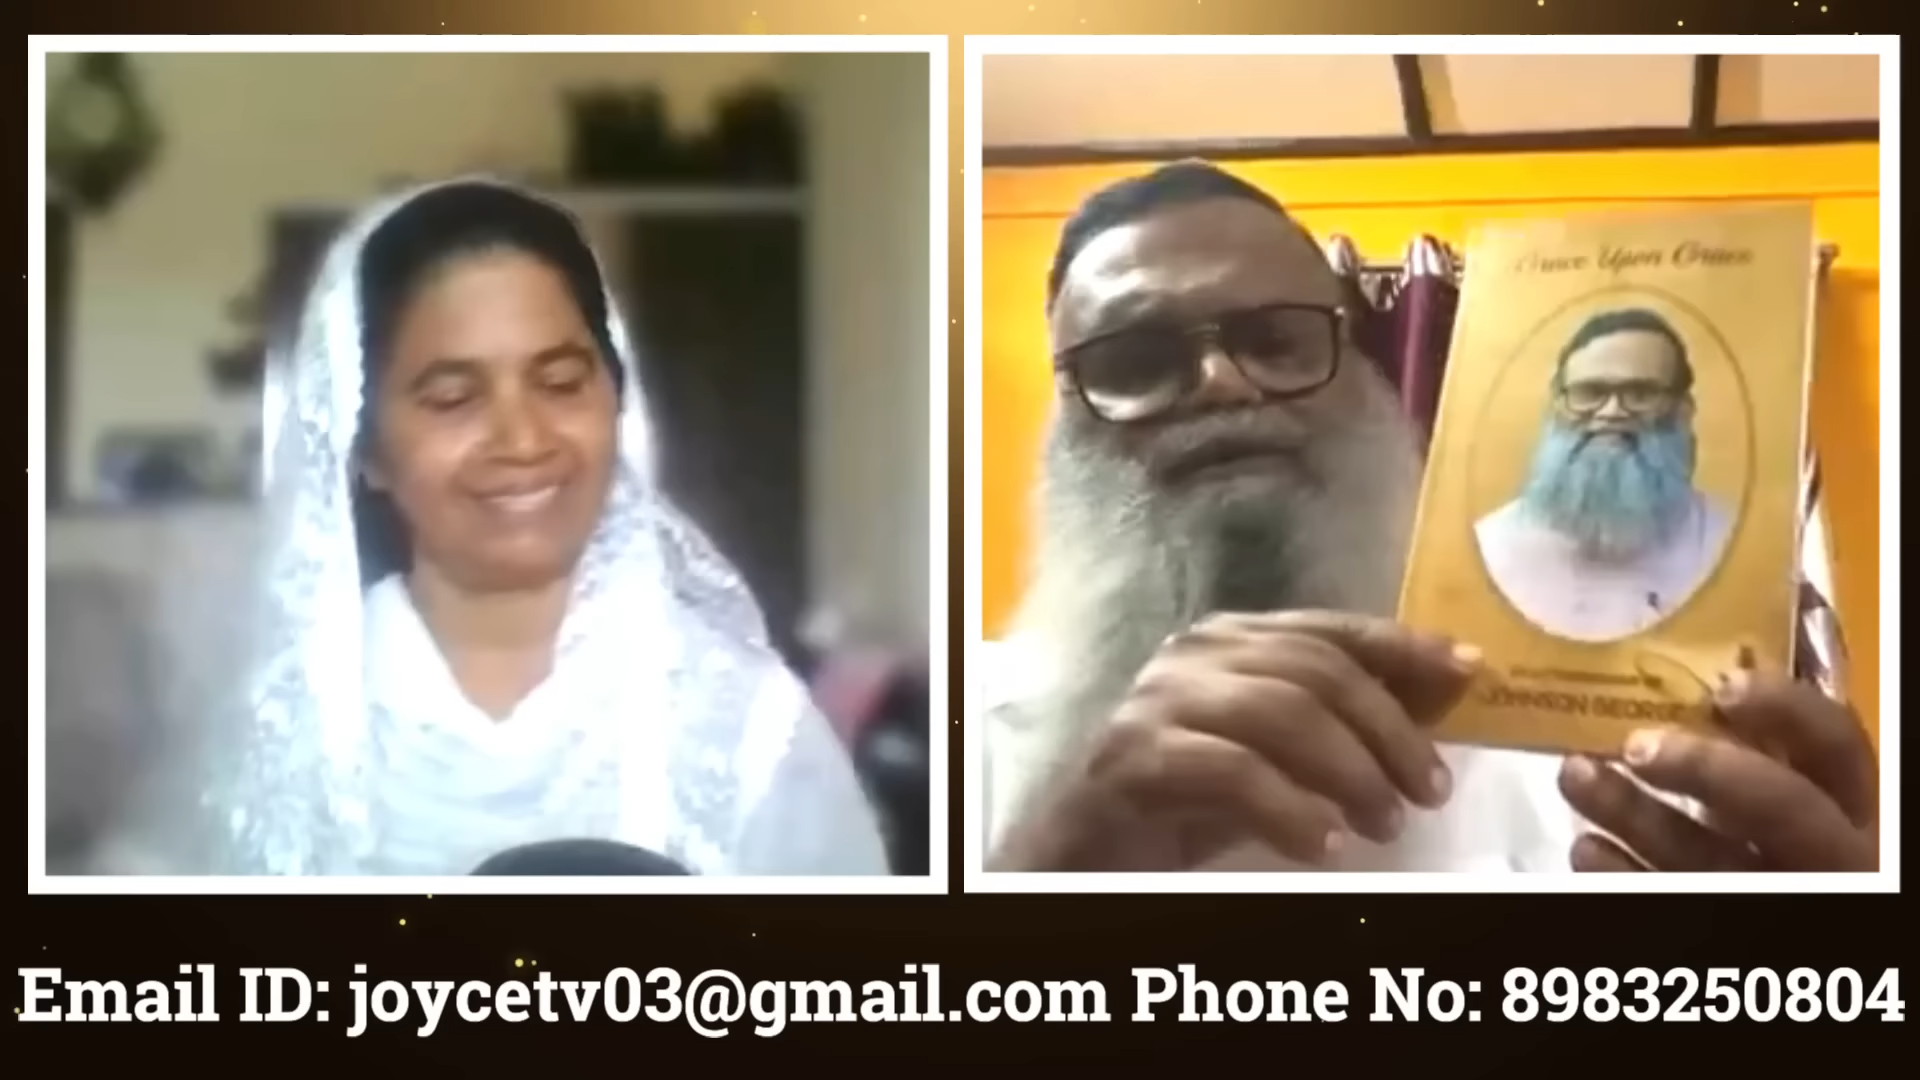 Grace Upon Grace
JOHNSON GEORGE
Email ID: joycetv03@gmail.com Phone No: 8983250804